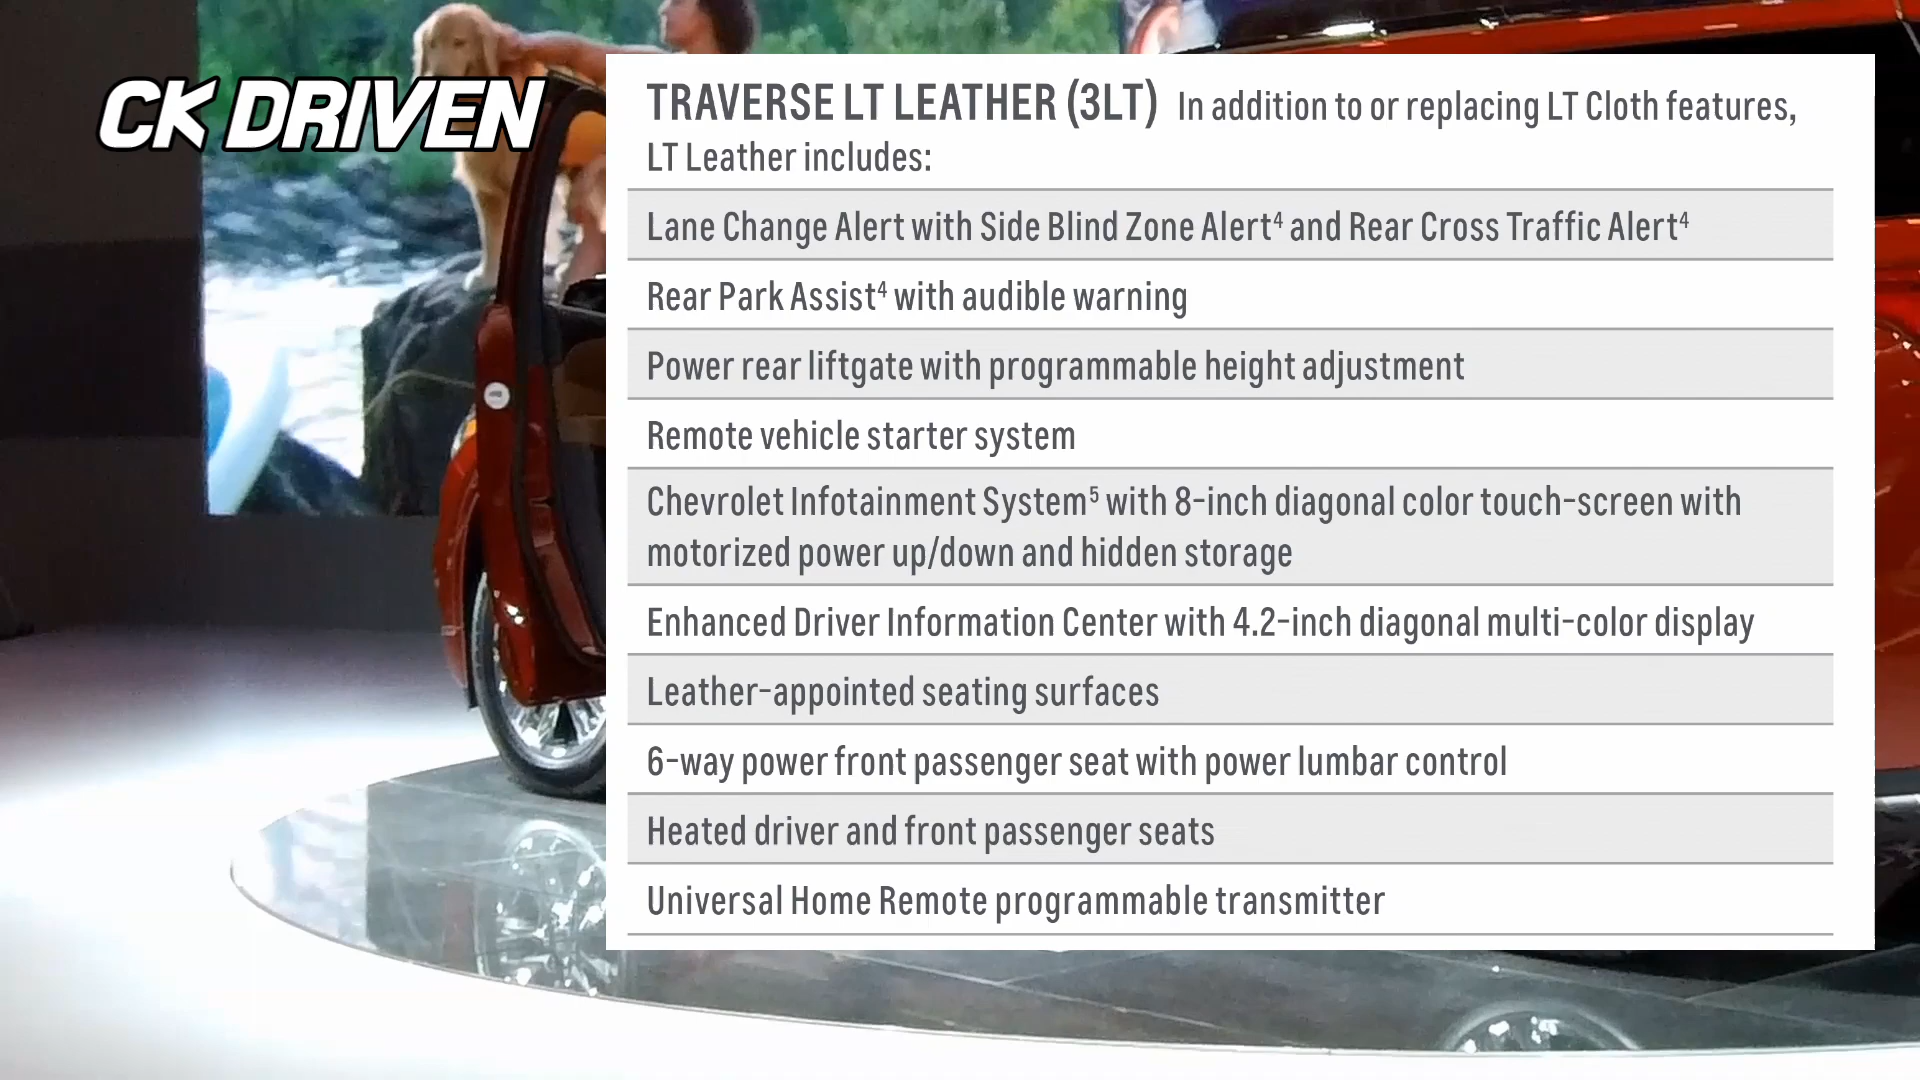 CK DRIVEN
TRAVERSE LT LEATHER (3LT) In addition to or replacing LT Cloth features,
LT Leather includes:
Lane Change Alert with Side Blind Zone Alert⁴ and Rear Cross Traffic Alert⁴
Rear Park Assist⁴ with audible warning
Power rear liftgate with programmable height adjustment
Remote vehicle starter system
Chevrolet Infotainment System⁵ with 8-inch diagonal color touch-screen with
motorized power up/down and hidden storage
Enhanced Driver Information Center with 4.2-inch diagonal multi-color display
Leather-appointed seating surfaces
6-way power front passenger seat with power lumbar control
Heated driver and front passenger seats
Universal Home Remote programmable transmitter